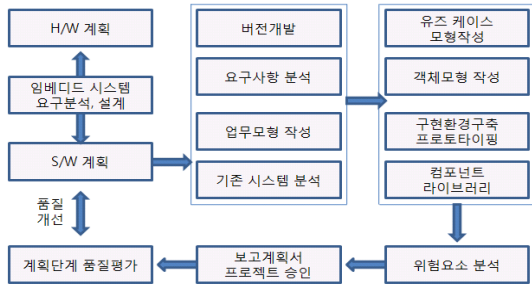 H/W 계획
임베디드 시스템
요구분석, 설계
S/W 계획
품질
개선
계획단계 품질평가
버전개발
요구사항 분석
업무모형 작성
기존 시스템 분석
보고계획서
프로젝트 승인
유즈 케이스
모형작성
객체모형 작성
구현환경구축
프로토타이핑
컴포넌트
라이브러리
위험요소 분석